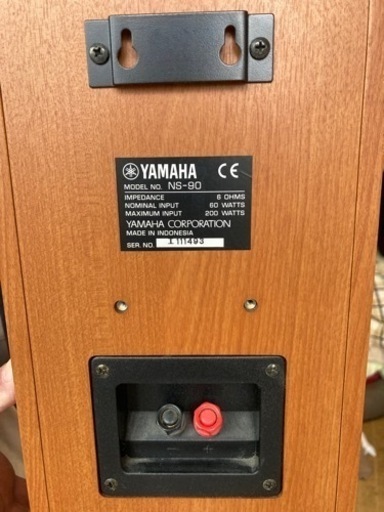 YAMAHA CE
MODEL NO. NS-90
IMPEDANCE 6 OHMS
NOMINAL INPUT 60 WATTS
MAXIMUM INPUT 200 WATTS
YAMAHA CORPORATION
MADE IN INDONESIA
SER. NO. I111493
- +